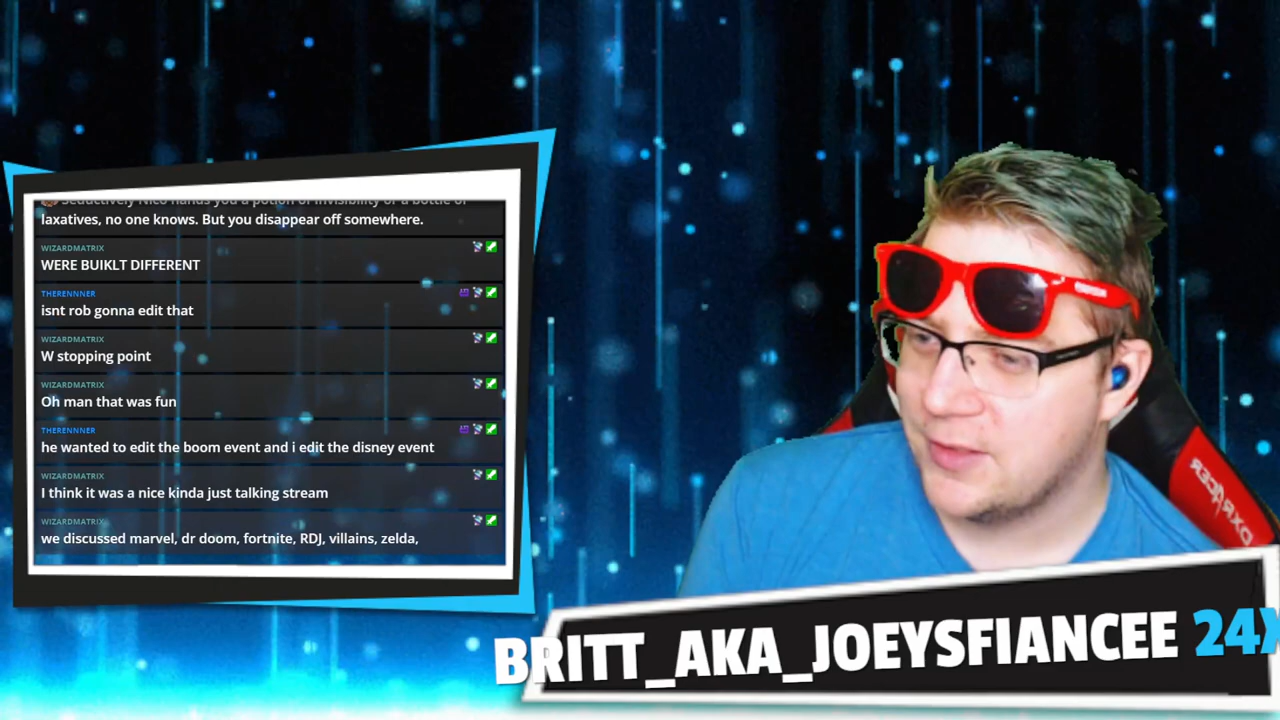 Seductively Nico hands you a potion of invisibility or a bottle of
laxatives, no one knows. But you disappear off somewhere.
WIZARDMATRIX
WERE BUIKLT DIFFERENT
THERENNNER
isnt rob gonna edit that
WIZARDMATRIX
W stopping point
WIZARDMATRIX
Oh man that was fun
THERENNNER
he wanted to edit the boom event and i edit the disney event
WIZARDMATRIX
I think it was a nice kinda just talking stream
WIZARDMATRIX
we discussed marvel, dr doom, fortnite, RDJ, villains, zelda,
DXRACER
BRITT_AKA_JOEYSFIANCEE 24X